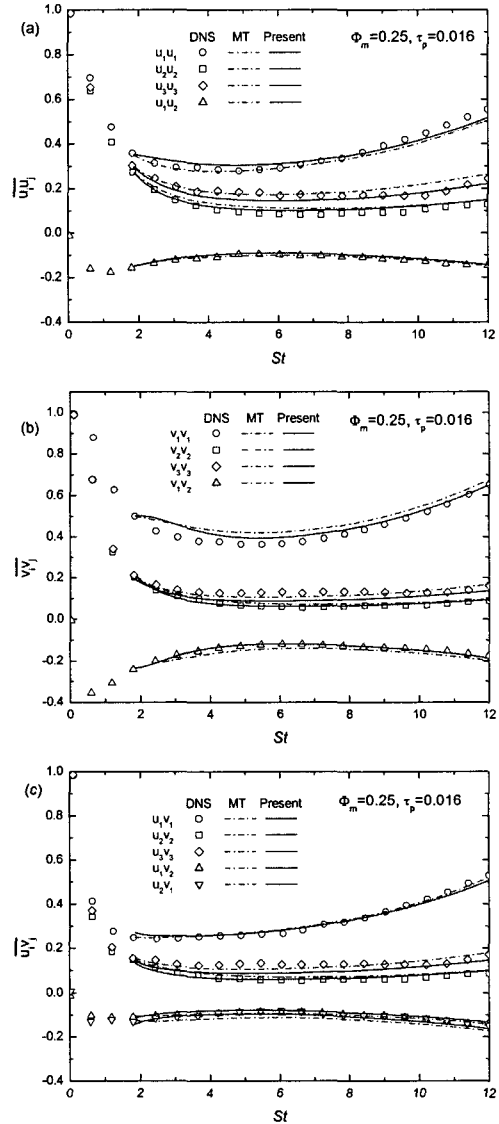 (a)
DNS MT Present
Φm=0.25, τp=0.016
u1u1
u2u2
u3u3
u1u2
uiuj
1.0
0.8
0.6
0.4
0.2
0.0
-0.2
-0.4
0 2 4 6 8 10 12
St
(b)
DNS MT Present
Φm=0.25, τp=0.016
v1v1
v2v2
v3v3
v1v2
vivj
1.0
0.8
0.6
0.4
0.2
0.0
-0.2
-0.4
0 2 4 6 8 10 12
St
(c)
DNS MT Present
Φm=0.25, τp=0.016
u1v1
u2v2
u3v3
u1v2
u2v1
uivj
1.0
0.8
0.6
0.4
0.2
0.0
-0.2
-0.4
0 2 4 6 8 10 12
St